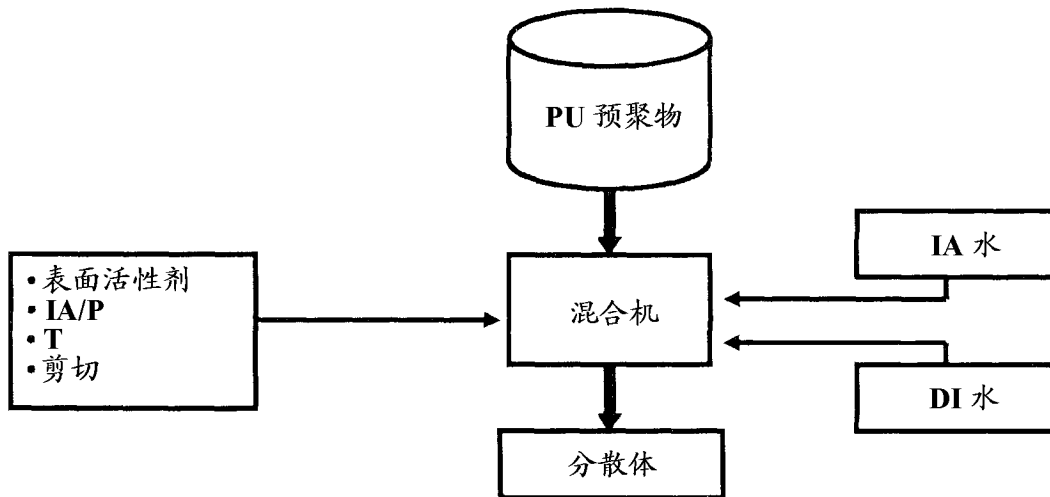 PU 预聚物
IA 水
• 表面活性剂
• IA/P
• T
• 剪切
混合机
DI 水
分散体